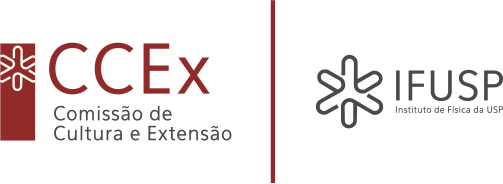 CCEx
Comissão de
Cultura e Extensão
IFUSP
Instituto de Física da USP